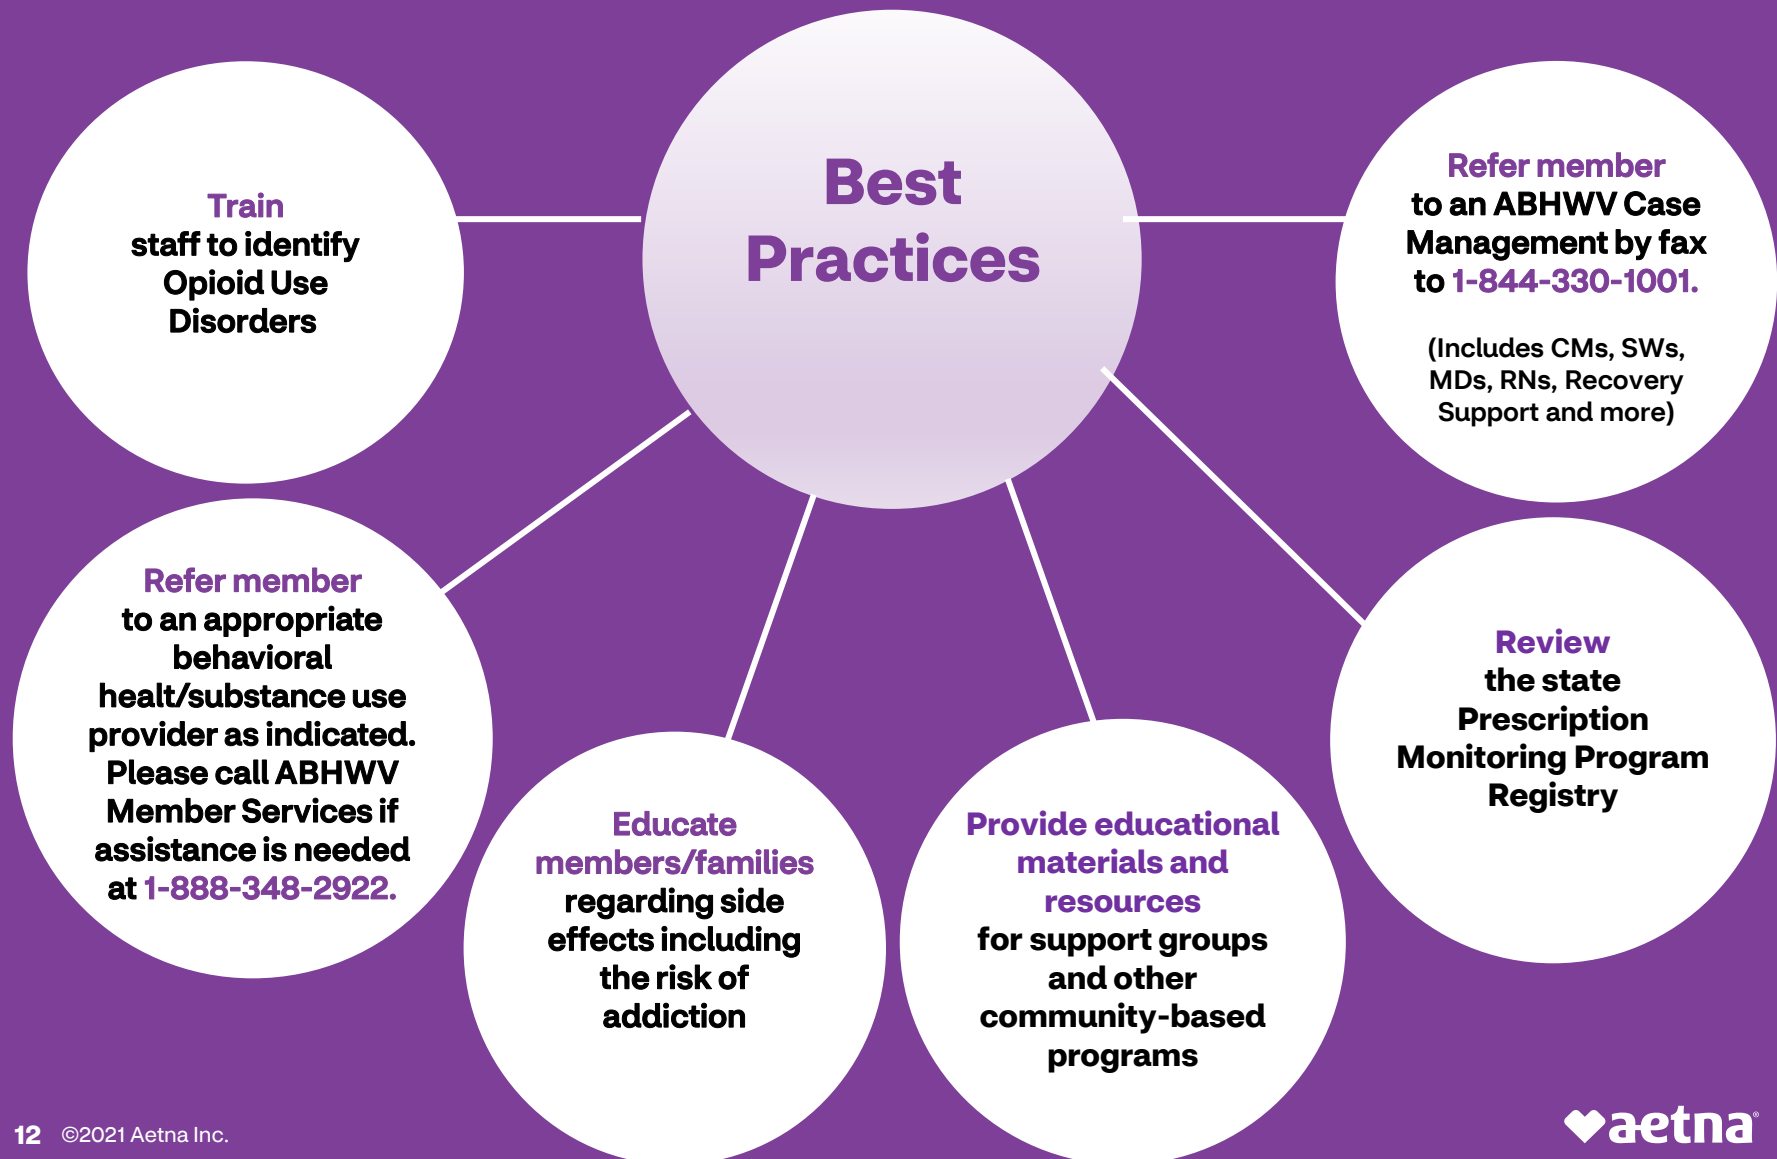 Best
Practices
Train
staff to identify
Opioid Use
Disorders
Refer member
to an appropriate
behavioral
healt/substance use
provider as indicated.
Please call ABHWV
Member Services if
assistance is needed
at 1-888-348-2922.
Educate
members/families
regarding side
effects including
the risk of
addiction
Provide educational
materials and
resources
for support groups
and other
community-based
programs
Review
the state
Prescription
Monitoring Program
Registry
Refer member
to an ABHWV Case
Management by fax
to 1-844-330-1001.
(Includes CMs, SWs,
MDs, RNs, Recovery
Support and more)
12 ©2021 Aetna Inc.
aetna®